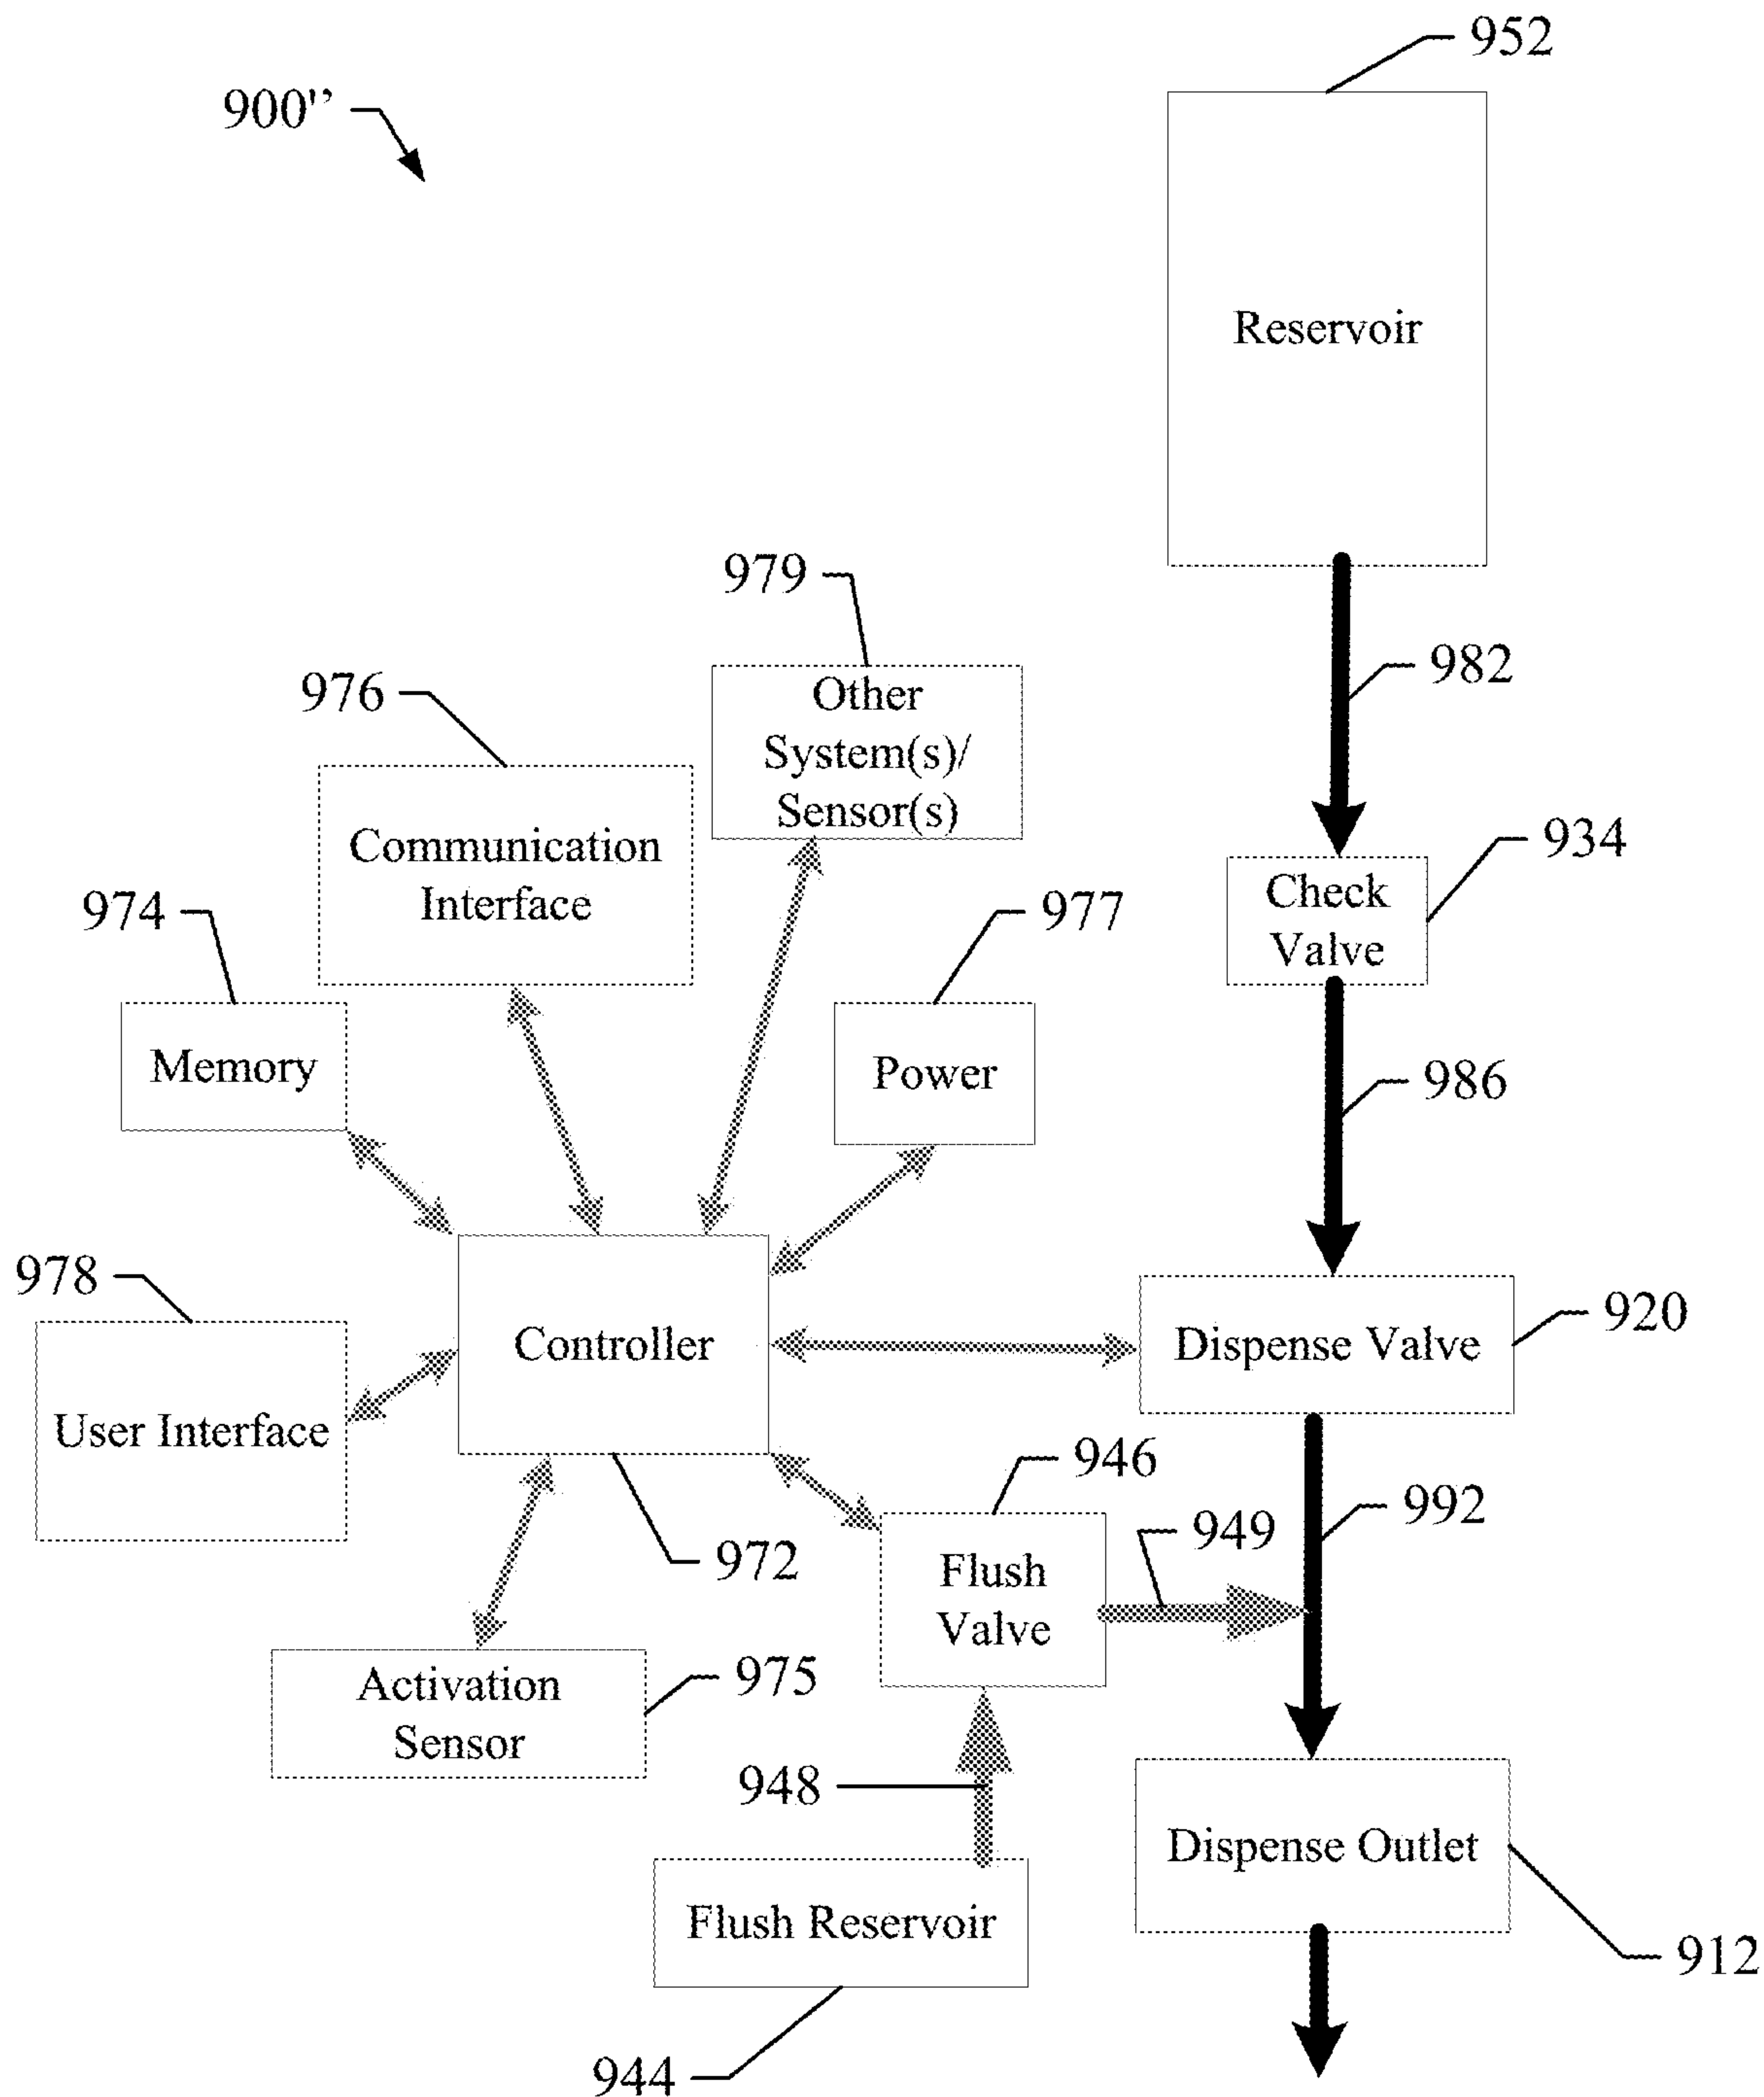 952
900''
Reservoir
979
982
976
Other
System(s)/
Sensor(s)
934
Communication
Interface
Check
Valve
974
977
Memory
Power
986
978
920
Controller
Dispense Valve
User Interface
946
992
949
972
Flush
Valve
975
Activation
Sensor
948
Dispense Outlet
Flush Reservoir
912
944